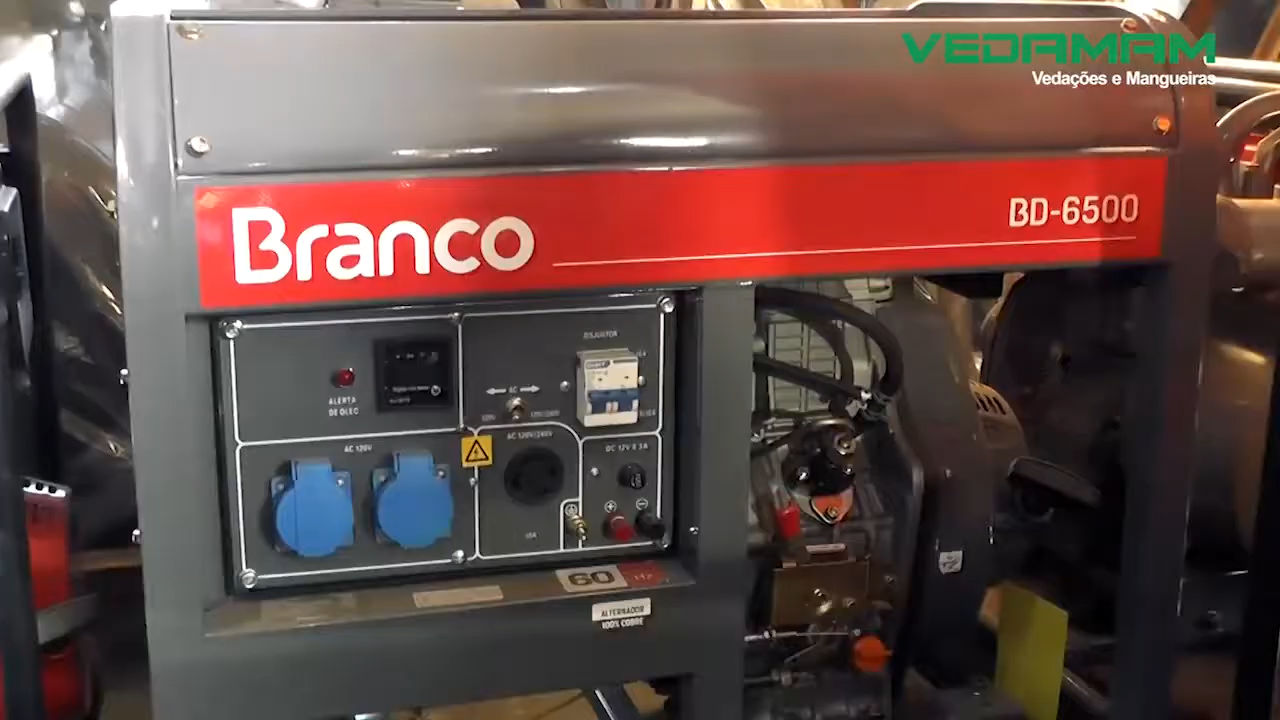 VEDAMAM
Vedações e Mangueiras
Branco
BD-6500
DISJUNTOR
ALERTA
DE ÓLEO
AC
AC 120V
AC 120V/240V
DC 12V 8.3A
60 Hz
ALTERNADOR
100% COBRE